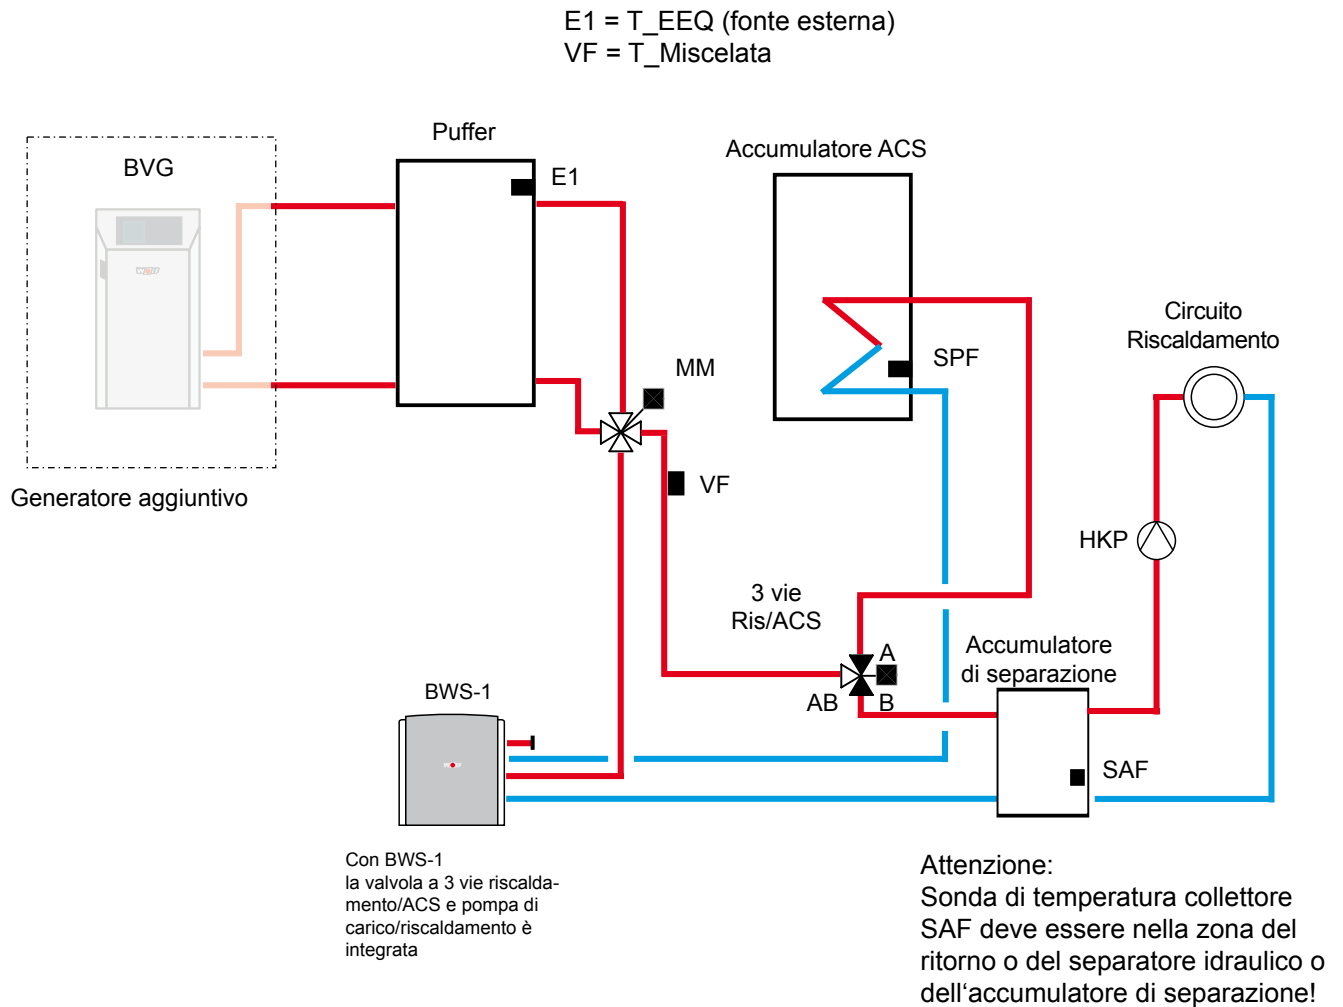 E1 = T_EEQ (fonte esterna)
VF = T_Miscelata
Puffer
Accumulatore ACS
BVG
E1
Circuito
Riscaldamento
SPF
MM
VF
Generatore aggiuntivo
HKP
3 vie
Ris/ACS
A
Accumulatore
di separazione
AB
B
BWS-1
SAF
Con BWS-1
la valvola a 3 vie riscalda-
mento/ACS e pompa di
carico/riscaldamento è
integrata
Attenzione:
Sonda di temperatura collettore
SAF deve essere nella zona del
ritorno o del separatore idraulico o
dell‘accumulatore di separazione!